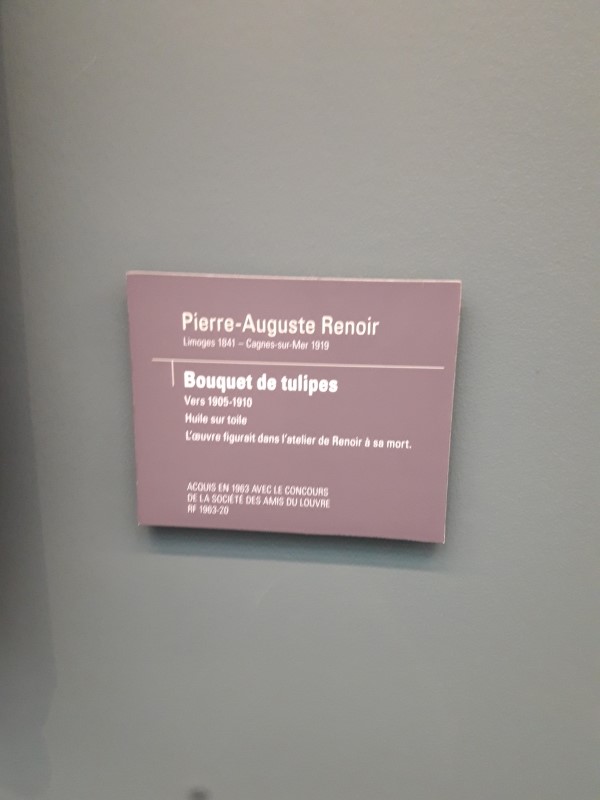 Pierre-Auguste Renoir
Limoges 1841 – Cagnes-sur-Mer 1919
Bouquet de tulipes
Vers 1905-1910
Huile sur toile
L'œuvre figurait dans l'atelier de Renoir à sa mort.
ACQUIS EN 1963 AVEC LE CONCOURS
DE LA SOCIÉTÉ DES AMIS DU LOUVRE
RF 1963-20